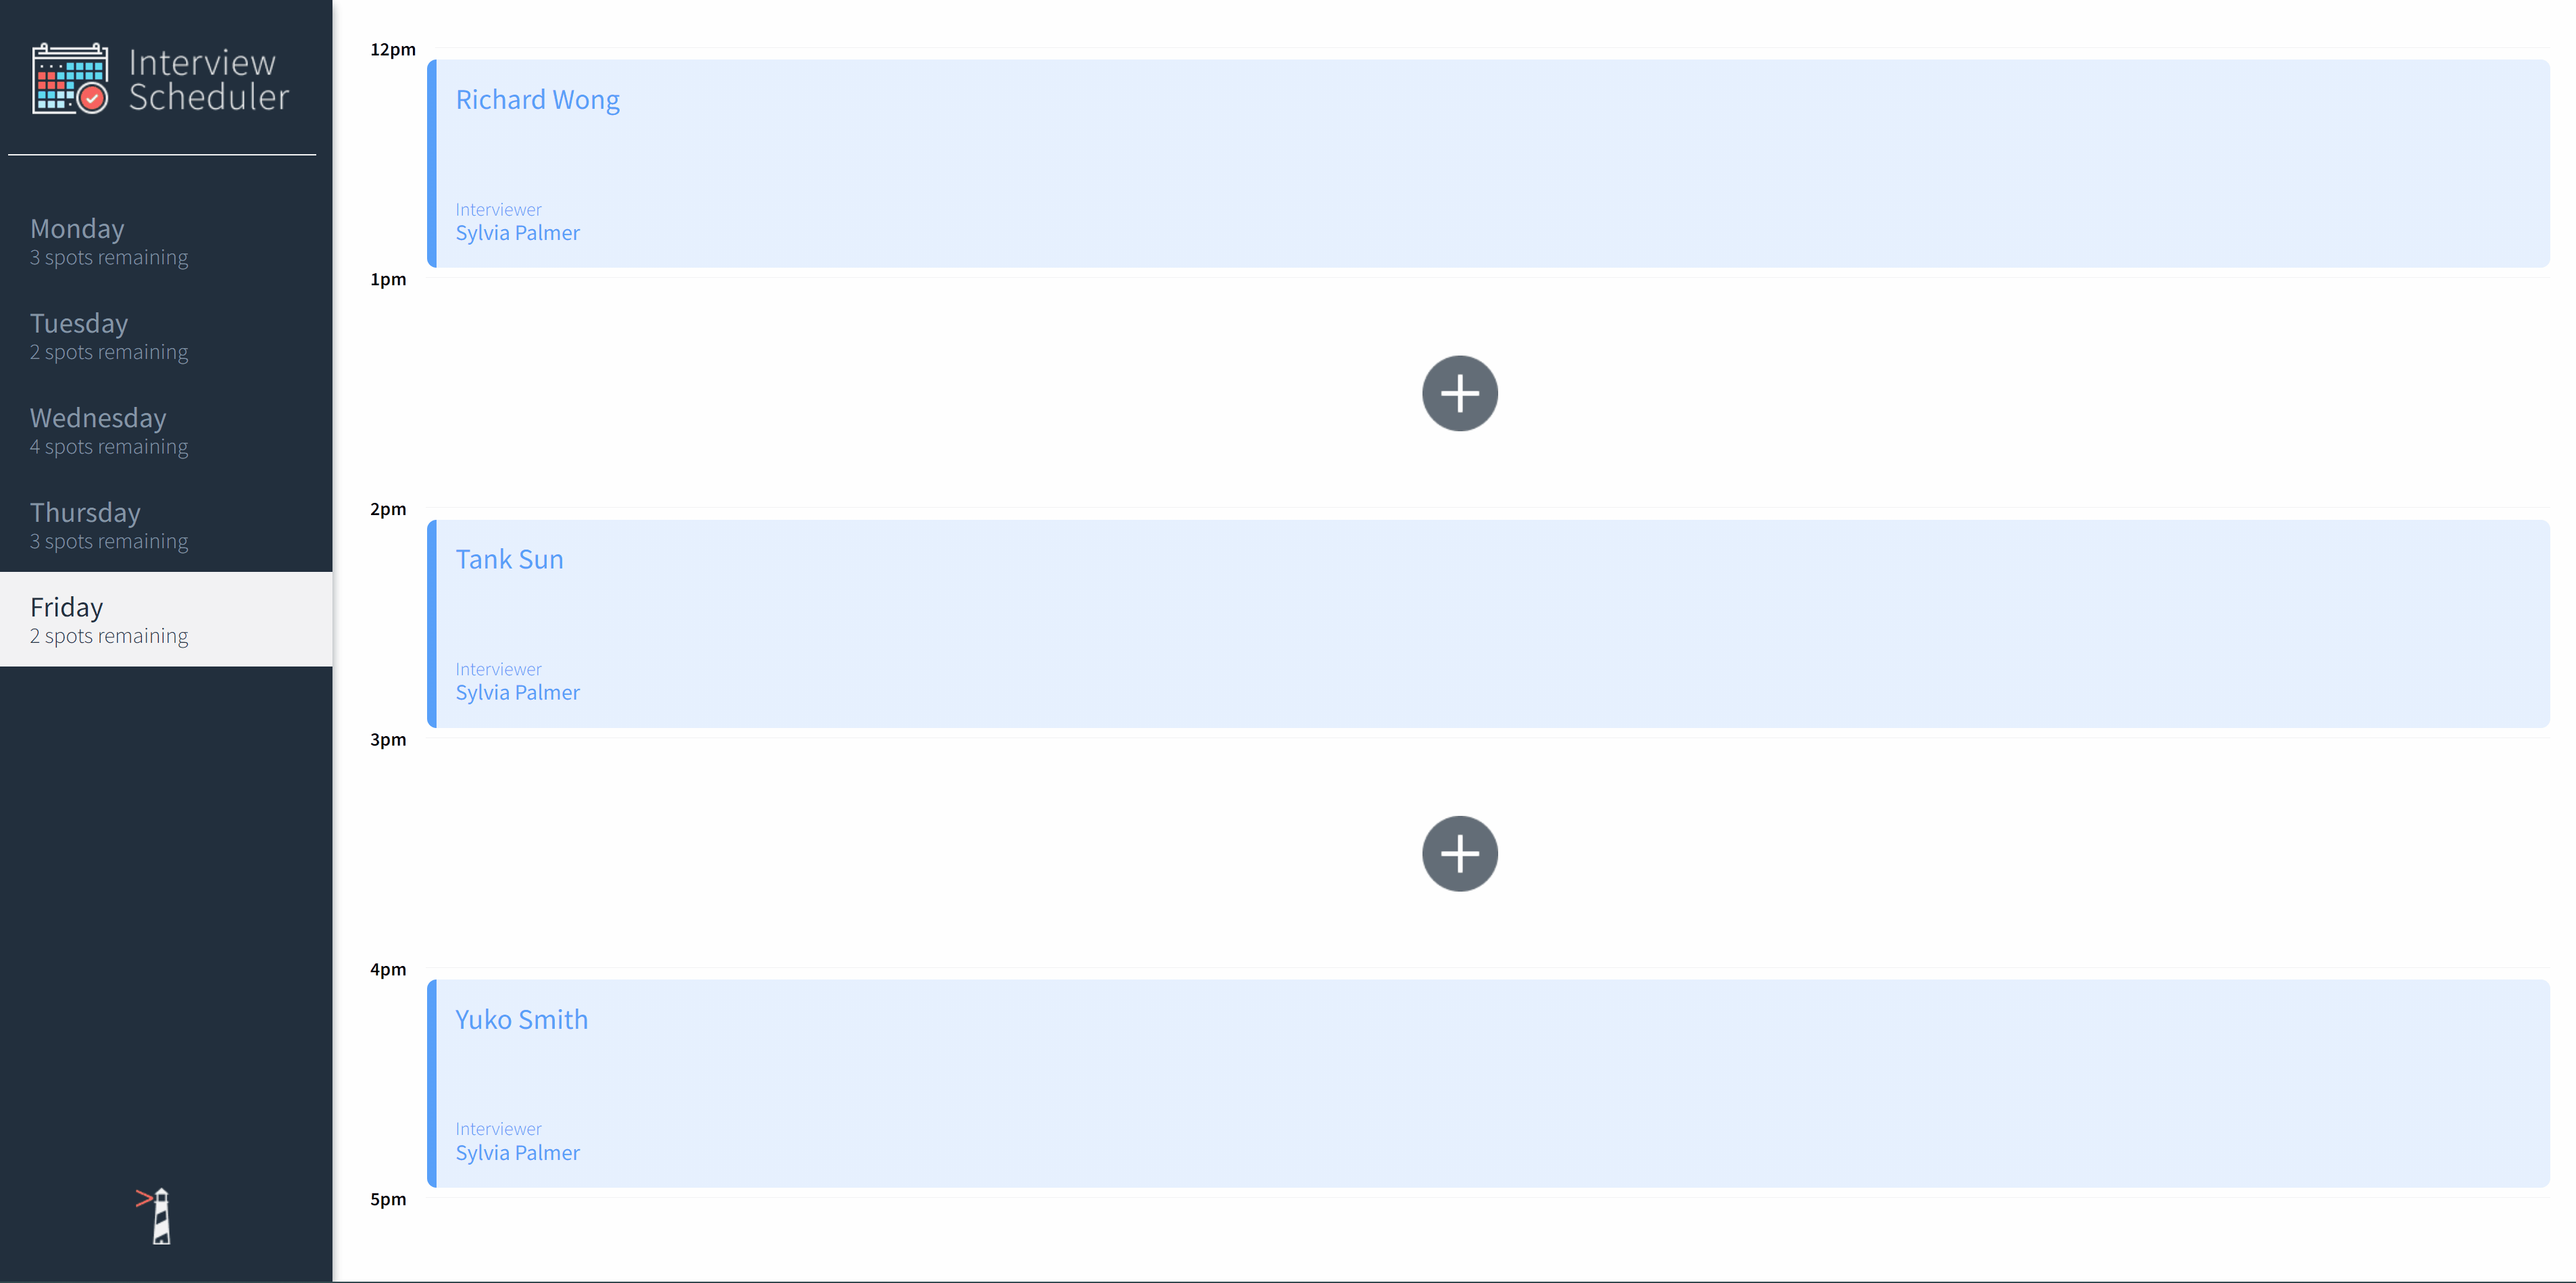 Interview
Scheduler
Monday
3 spots remaining
Tuesday
2 spots remaining
Wednesday
4 spots remaining
Thursday
3 spots remaining
Friday
2 spots remaining
12pm
Richard Wong
Interviewer
Sylvia Palmer
1pm
2pm
Tank Sun
Interviewer
Sylvia Palmer
3pm
4pm
Yuko Smith
Interviewer
Sylvia Palmer
5pm